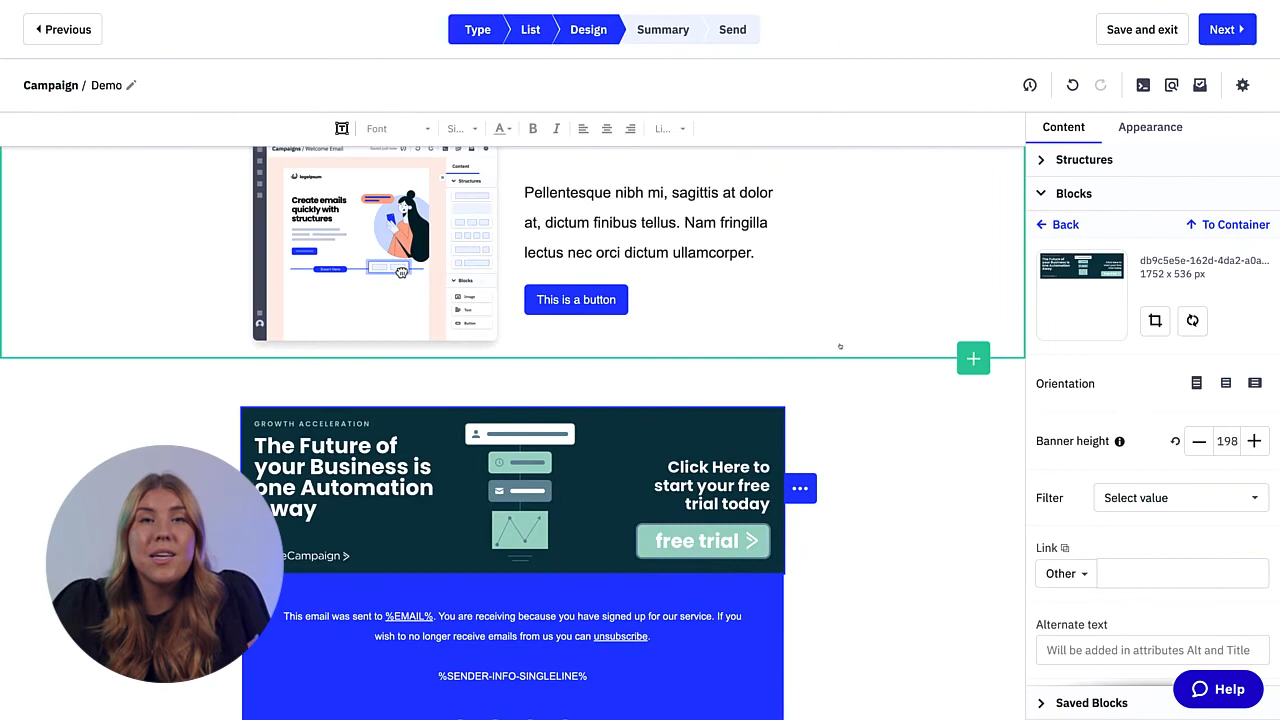 Previous
Type
List
Design
Summary
Send
Save and exit
Next
Campaign / Demo
Font
Si...
A
B
I
Li...
Content
Appearance
Structures
Blocks
Back
To Container
1772 x 536 px
Orientation
Banner height
198
Filter
Select value
Link
Other
Alternate text
Will be added in attributes Alt and Title
Saved Blocks
Help
Campaigns / Welcome Email
Saved just now
Content
Structures
logoipsum
Create emails
quickly with
structures
Blocks
Image
Text
Button
Pellentesque nibh mi, sagittis at dolor
at, dictum finibus tellus. Nam fringilla
lectus nec orci dictum ullamcorper.
This is a button
GROWTH ACCELERATION
The Future of
your Business is
one Automation
way
eCampaign >
Click Here to
start your free
trial today
free trial >
This email was sent to %EMAIL%. You are receiving because you have signed up for our service. If you
wish to no longer receive emails from us you can unsubscribe.
%SENDER-INFO-SINGLELINE%